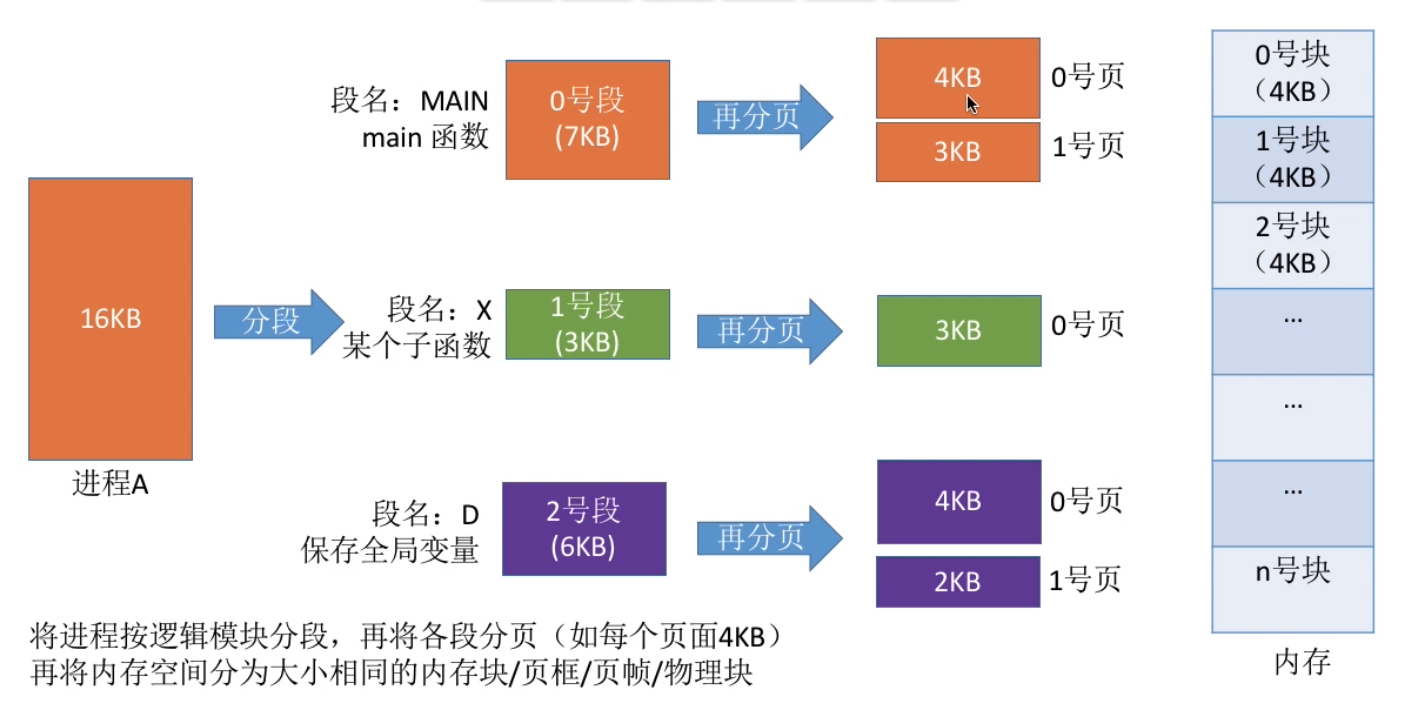 段名：MAIN
main 函数
0号段
(7KB)
再分页
4KB
0号页
3KB
1号页
16KB
进程A
分段
段名：X
某个子函数
1号段
(3KB)
再分页
3KB
0号页
段名：D
保存全局变量
2号段
(6KB)
再分页
4KB
0号页
2KB
1号页
0号块
（4KB）
1号块
（4KB）
2号块
（4KB）
...
...
...
n号块
内存
将进程按逻辑模块分段，再将各段分页（如每个页面4KB）
再将内存空间分为大小相同的内存块/页框/页帧/物理块